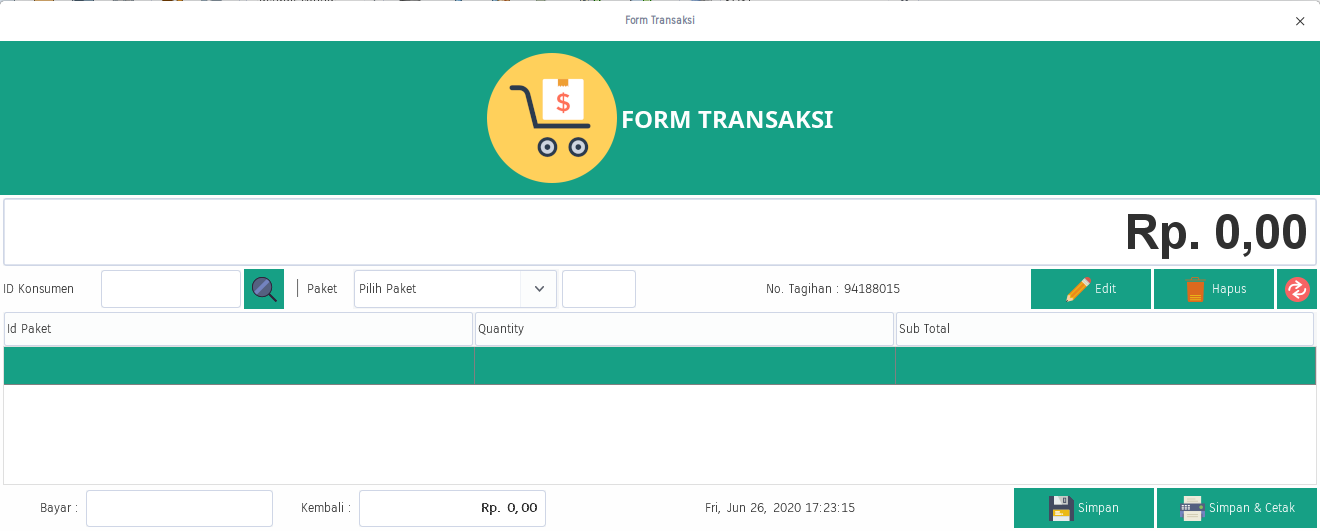 Form Transaksi
$
FORM TRANSAKSI
Rp. 0,00
ID Konsumen Paket Pilih Paket No. Tagihan : 94188015 Edit Hapus
Id Paket Quantity Sub Total
Bayar : Kembali : Rp. 0,00 Fri, Jun 26, 2020 17:23:15 Simpan Simpan & Cetak